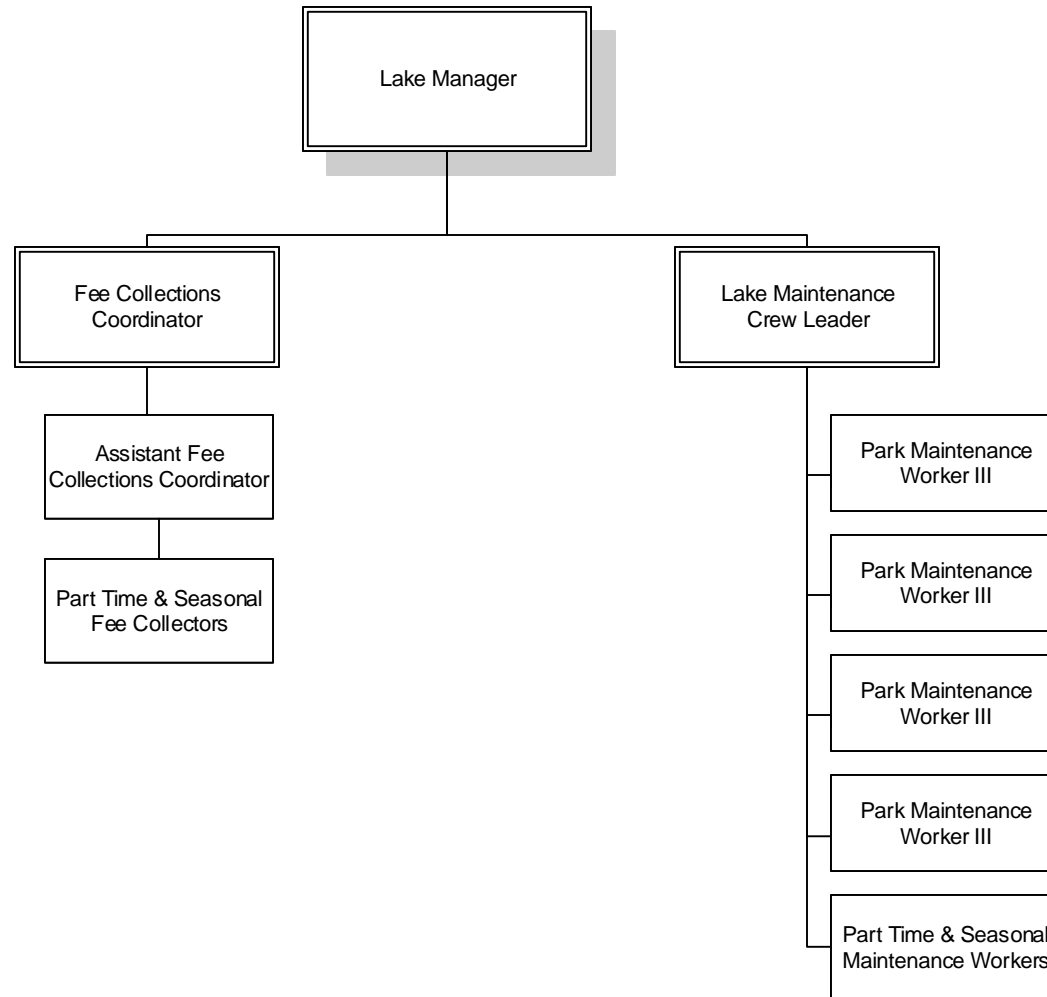 Lake Manager
Fee Collections
Coordinator
Lake Maintenance
Crew Leader
Assistant Fee
Collections Coordinator
Part Time & Seasonal
Fee Collectors
Park Maintenance
Worker III
Park Maintenance
Worker III
Park Maintenance
Worker III
Park Maintenance
Worker III
Part Time & Seasonal
Maintenance Workers